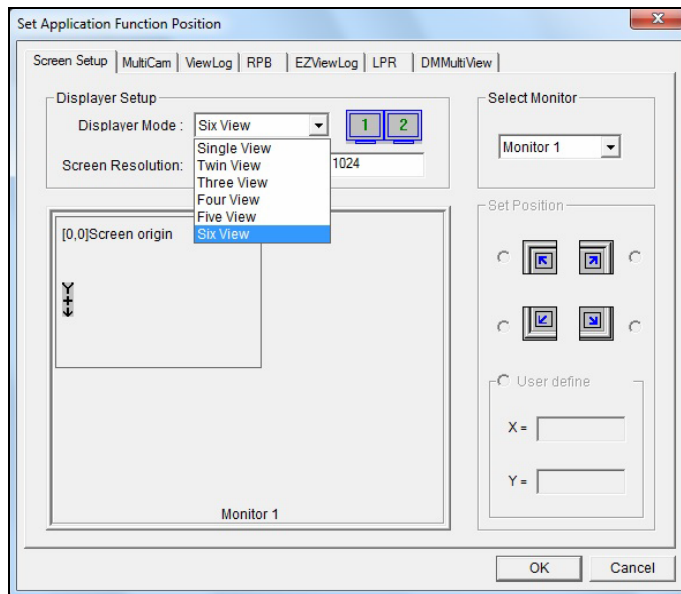 Set Application Function Position
Screen Setup MultiCam ViewLog RPB EZViewLog LPR DMMultiView
Displayer Setup
Displayer Mode : Six View
1 2
Single View
Twin View
Three View
Four View
Five View
Six View
Screen Resolution: 1024
Select Monitor
Monitor 1
[0,0]Screen origin
Y
Monitor 1
Set Position
User define
X =
Y =
OK Cancel